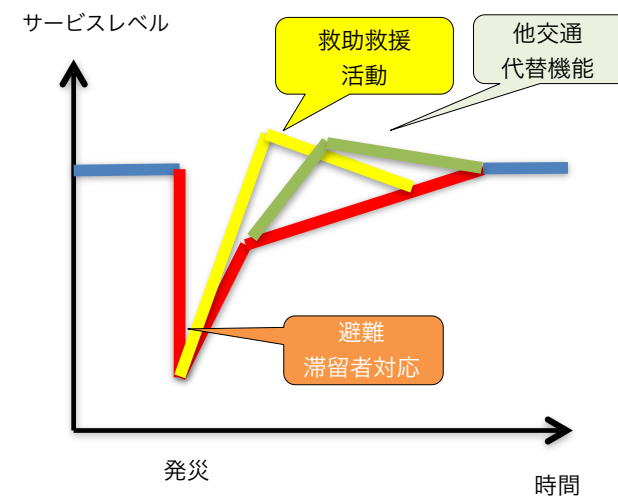 サービスレベル
救助救援
活動
他交通
代替機能
避難
滞留者対応
発災
時間